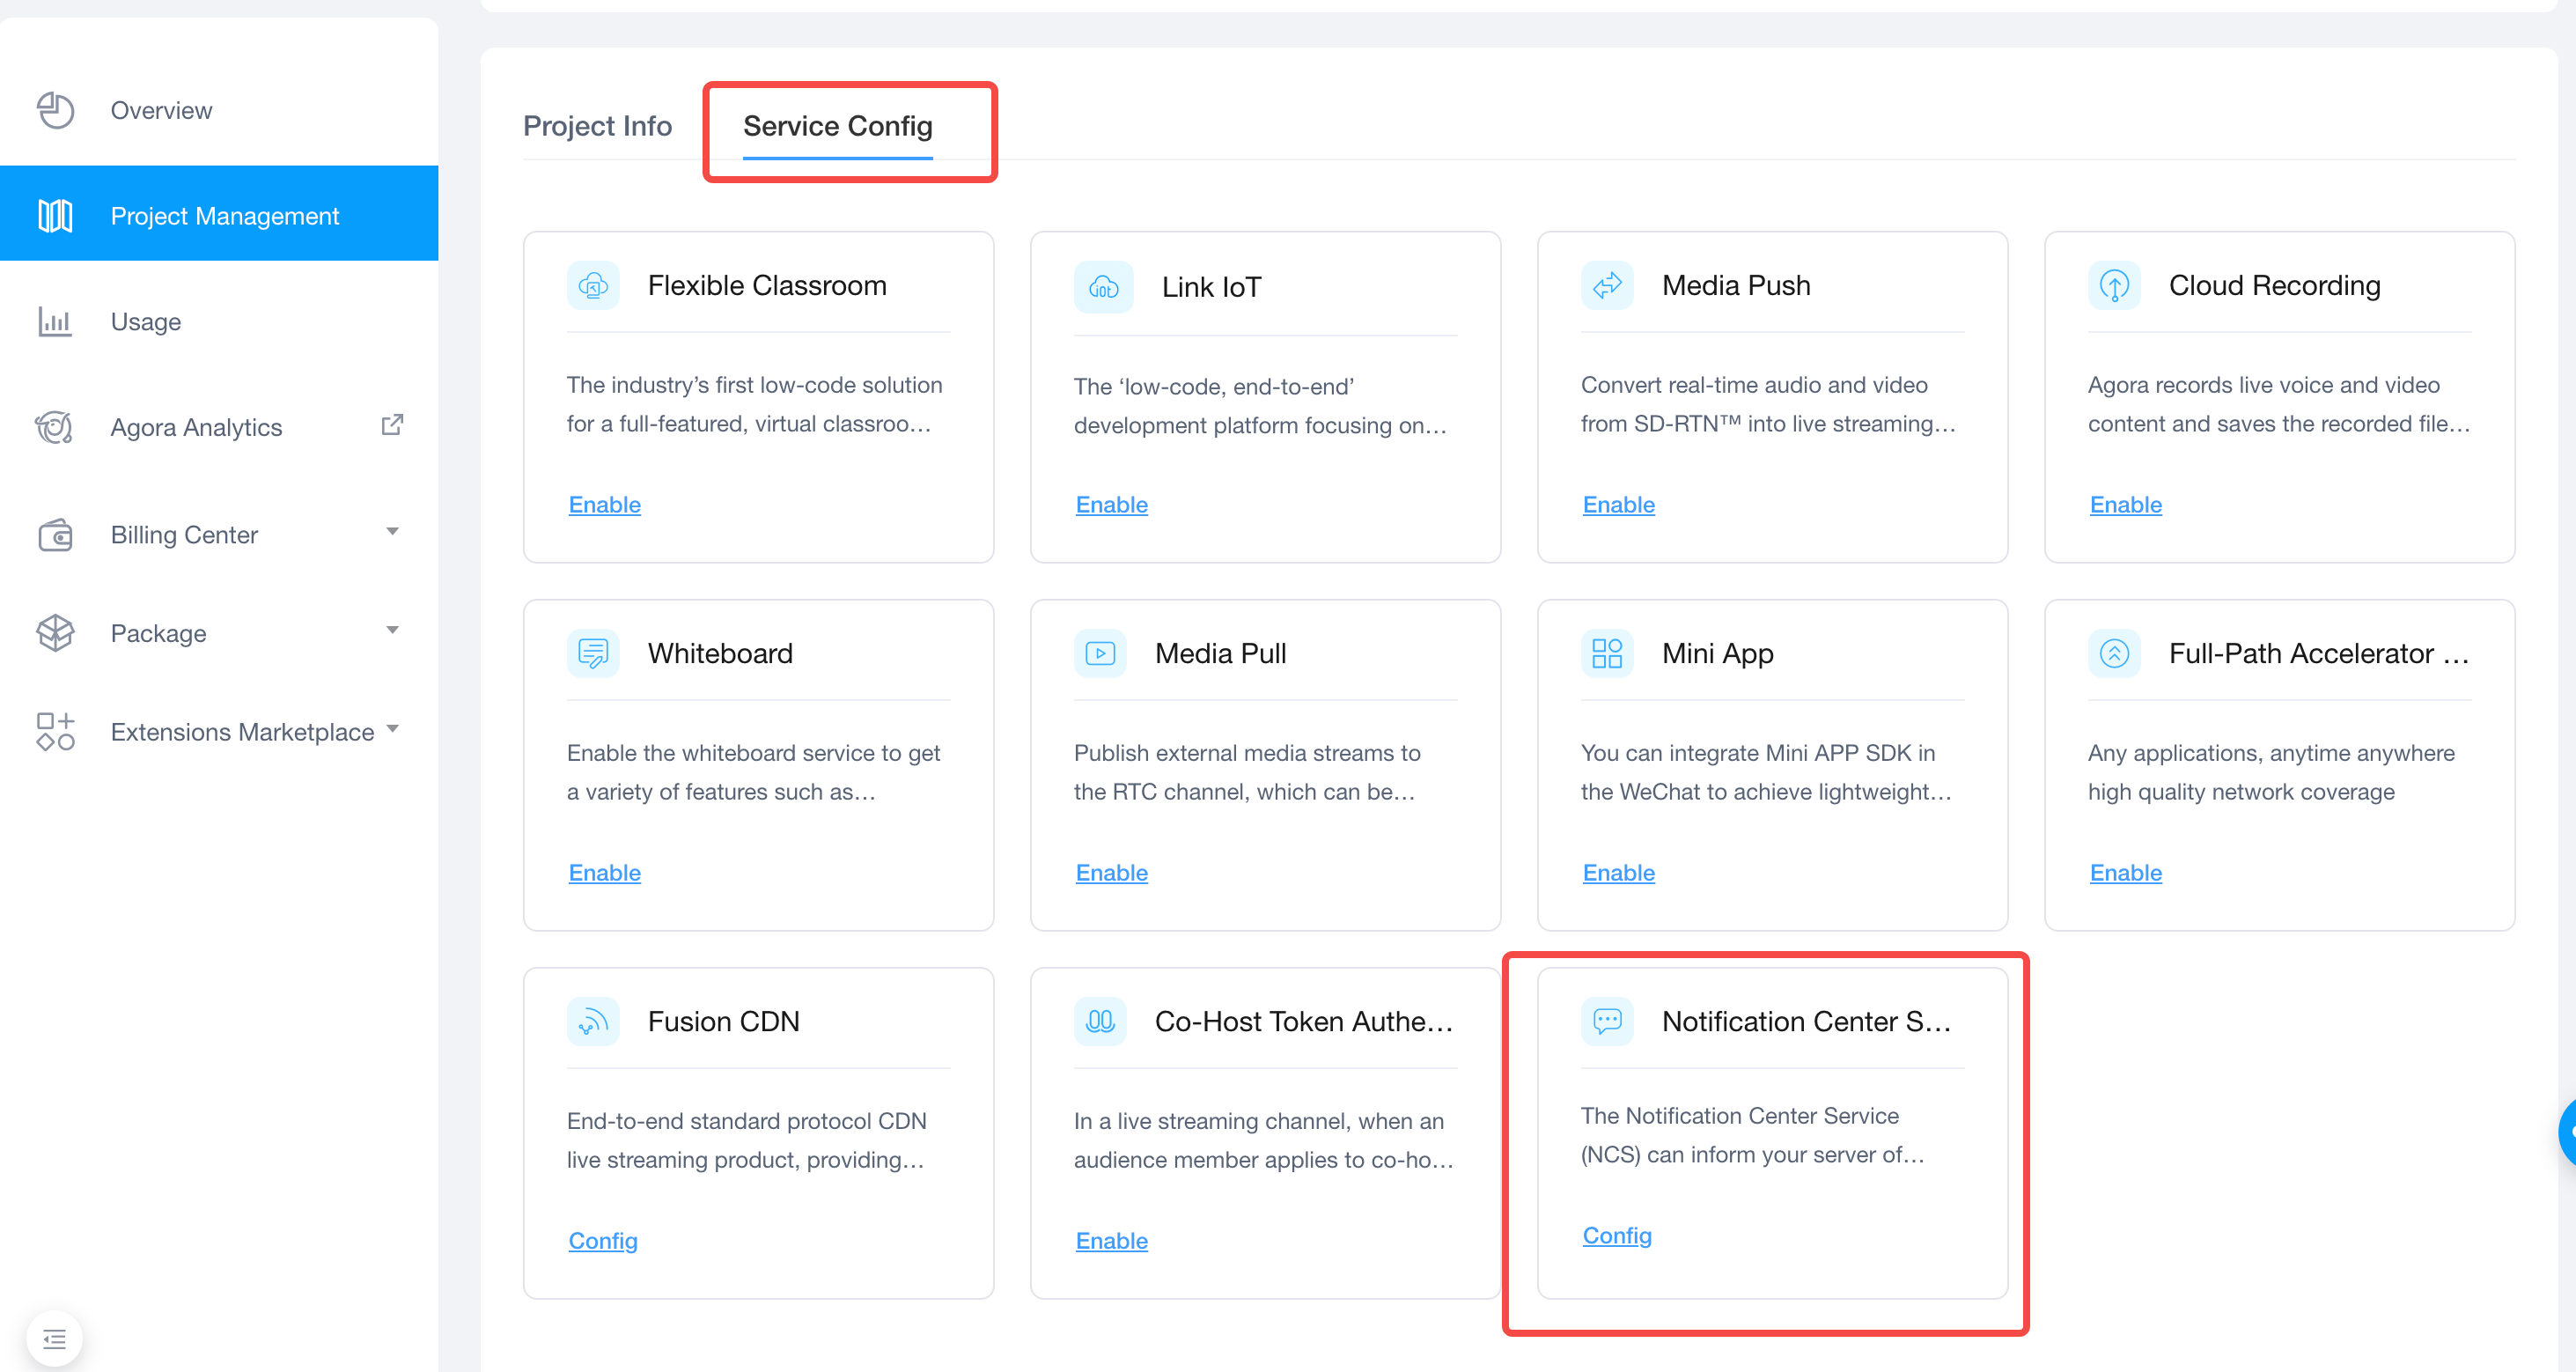 Overview
Project Management
Usage
Agora Analytics
Billing Center
Package
Extensions Marketplace
Project Info
Service Config
Flexible Classroom
The industry’s first low-code solution
for a full-featured, virtual classroo…
Enable
Link IoT
The ‘low-code, end-to-end’
development platform focusing on…
Enable
Media Push
Convert real-time audio and video
from SD-RTN™ into live streaming…
Enable
Cloud Recording
Agora records live voice and video
content and saves the recorded file…
Enable
Whiteboard
Enable the whiteboard service to get
a variety of features such as…
Enable
Media Pull
Publish external media streams to
the RTC channel, which can be…
Enable
Mini App
You can integrate Mini APP SDK in
the WeChat to achieve lightweight…
Enable
Full-Path Accelerator …
Any applications, anytime anywhere
high quality network coverage
Enable
Fusion CDN
End-to-end standard protocol CDN
live streaming product, providing…
Config
Co-Host Token Authe…
In a live streaming channel, when an
audience member applies to co-ho…
Enable
Notification Center S…
The Notification Center Service
(NCS) can inform your server of…
Config
iot